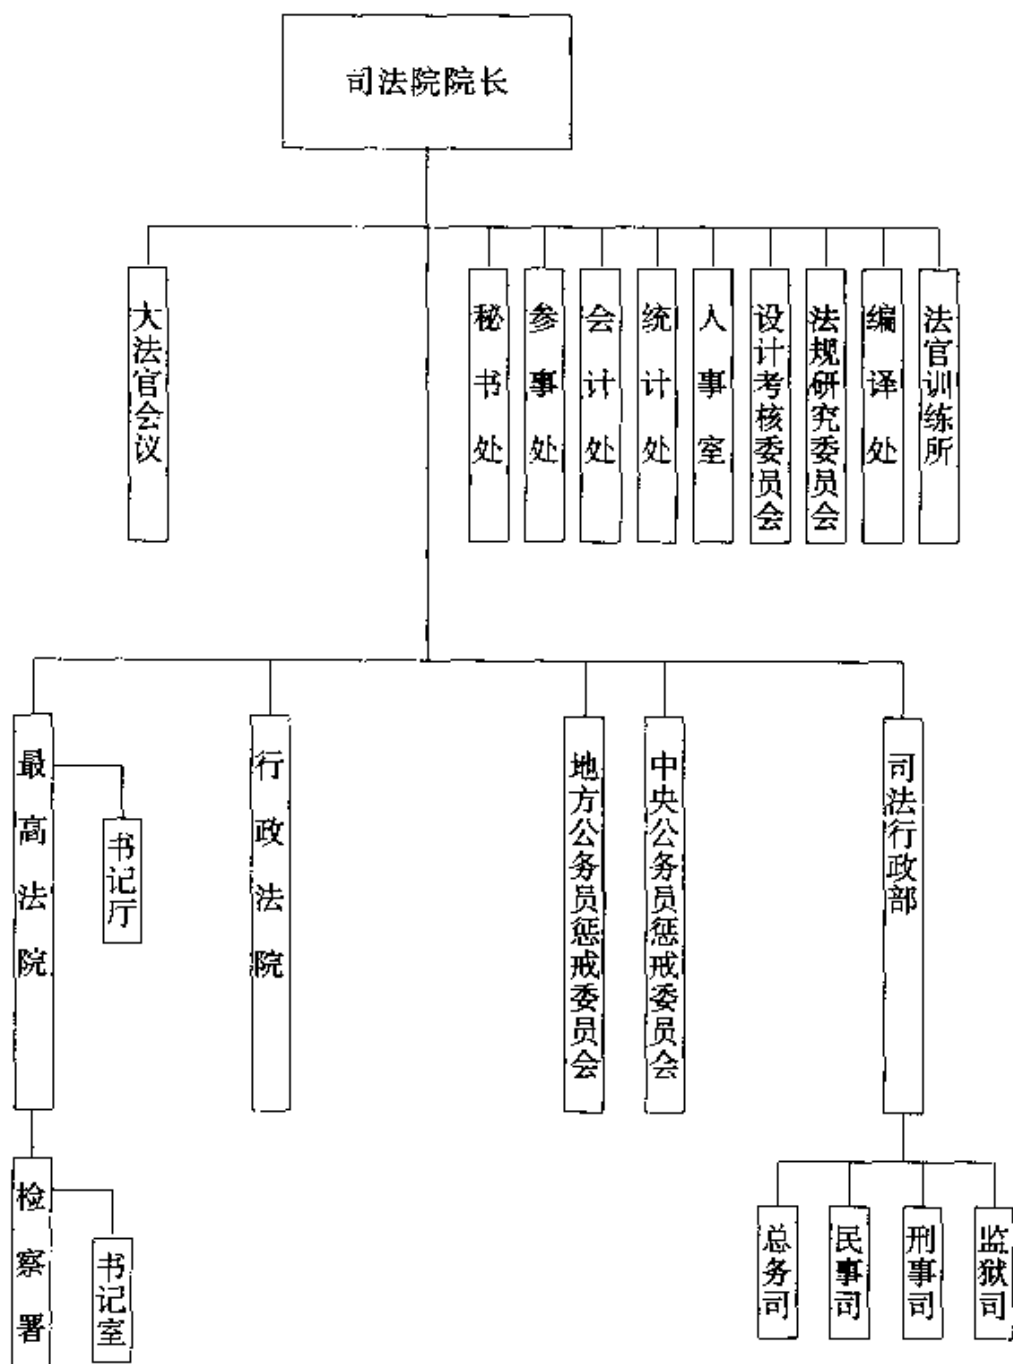 司法院院长
大法官会议
秘书处
参事处
会计处
统计处
人事室
设计考核委员会
法规研究委员会
编译处
法官训练所
最高法院
书记厅
行政法院
地方公务员惩戒委员会
中央公务员惩戒委员会
司法行政部
检察署
书记室
总务司
民事司
刑事司
监狱司